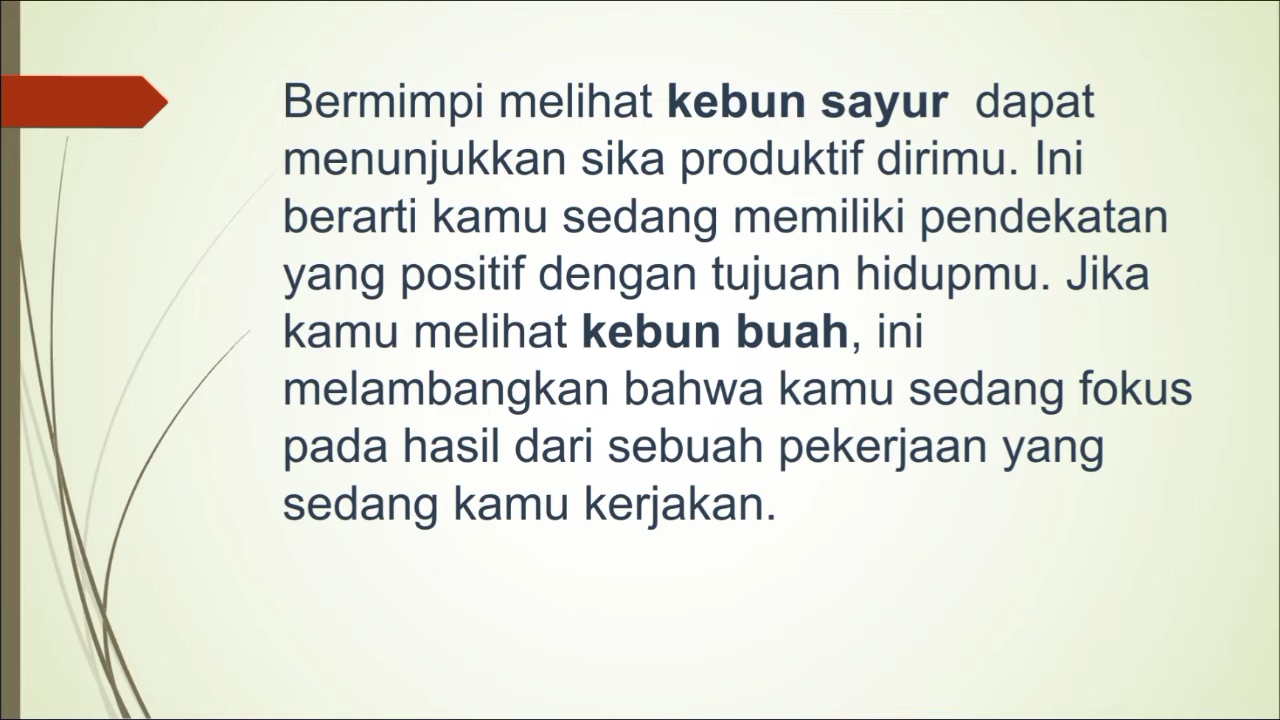 Bermimpi melihat kebun sayur  dapat
menunjukkan sika produktif dirimu. Ini
berarti kamu sedang memiliki pendekatan
yang positif dengan tujuan hidupmu. Jika
kamu melihat kebun buah, ini
melambangkan bahwa kamu sedang fokus
pada hasil dari sebuah pekerjaan yang
sedang kamu kerjakan.